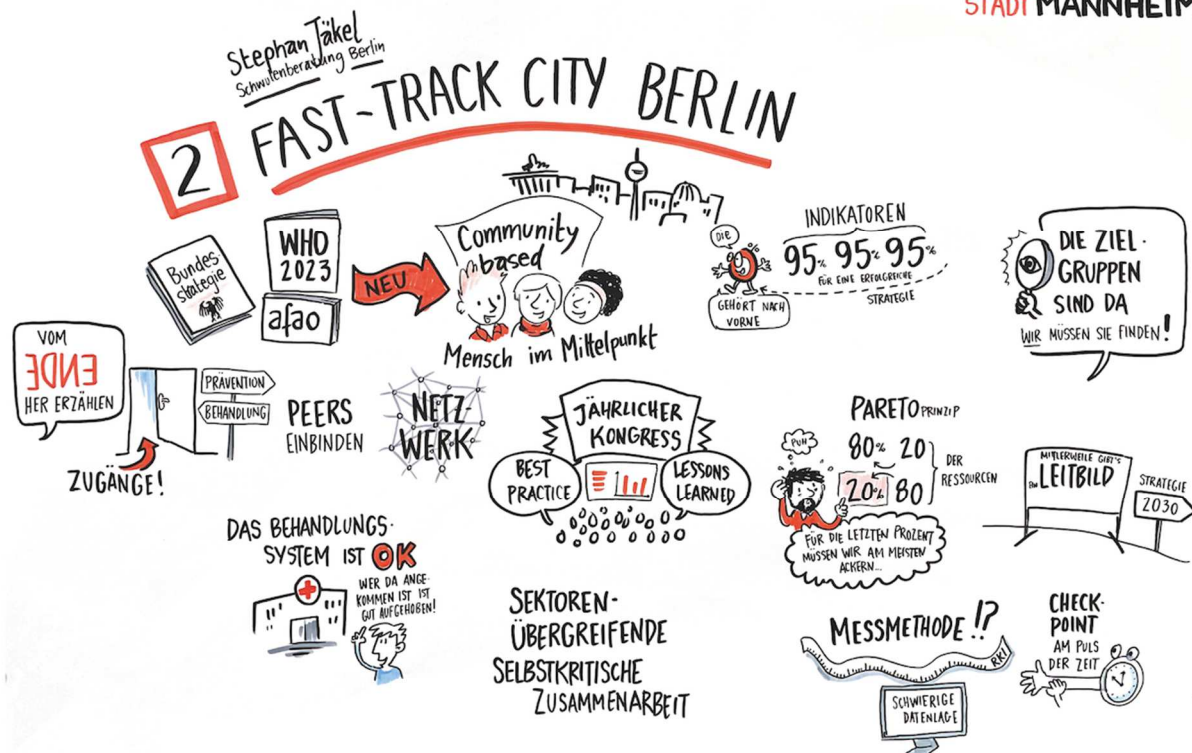 STADT MANNHEIM
Stephan Jäkel
Schwulenberatung Berlin
2
FAST-TRACK CITY BERLIN
Bundes-
strategie
WHO
2023
afao
NEU
Community
based
Mensch im Mittelpunkt
DIE
0
GEHÖRT NACH
VORNE
INDIKATOREN
95% 95% 95%
FÜR EINE ERFOLGREICHE
STRATEGIE
DIE ZIEL-
GRUPPEN
SIND DA
WIR MÜSSEN SIE FINDEN!
VOM
ENDE
HER ERZÄHLEN
PRÄVENTION
BEHANDLUNG
ZUGÄNGE!
PEERS
EINBINDEN
NETZ-
WERK
JÄHRLICHER
KONGRESS
BEST
PRACTICE
LESSONS
LEARNED
PARETO PRINZIP
PUH
80% 20
20% 80
DER
RESSOURCEN
FÜR DIE LETZTEN PROZENT
MÜSSEN WIR AM MEISTEN
ACKERN...
MITLERWEILE GIBT'S
EIN LEITBILD
STRATEGIE
2030
DAS BEHANDLUNGS-
SYSTEM IST OK
WER DA ANGE-
KOMMEN IST IST
GUT AUFGEHOBEN!
SEKTOREN-
ÜBERGREIFENDE
SELBSTKRITISCHE
ZUSAMMENARBEIT
MESSMETHODE!?
RKI
SCHWIERIGE
DATENLAGE
CHECK-
POINT
AM PULS
DER ZEIT